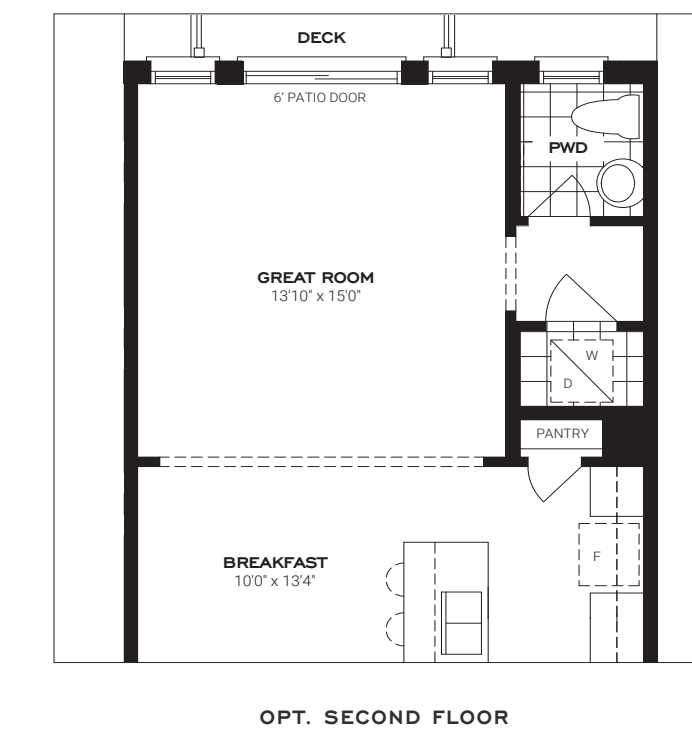 DECK
6' PATIO DOOR
PWD
GREAT ROOM
13'10" x 15'0"
W
D
PANTRY
BREAKFAST
10'0" x 13'4"
F
OPT. SECOND FLOOR